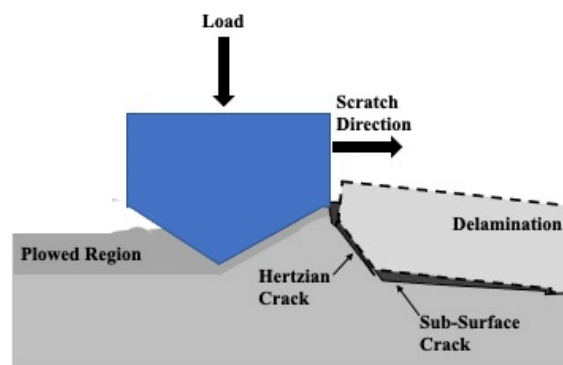 Load
Scratch
Direction
Delamination
Plowed Region
Hertzian
Crack
Sub-Surface
Crack